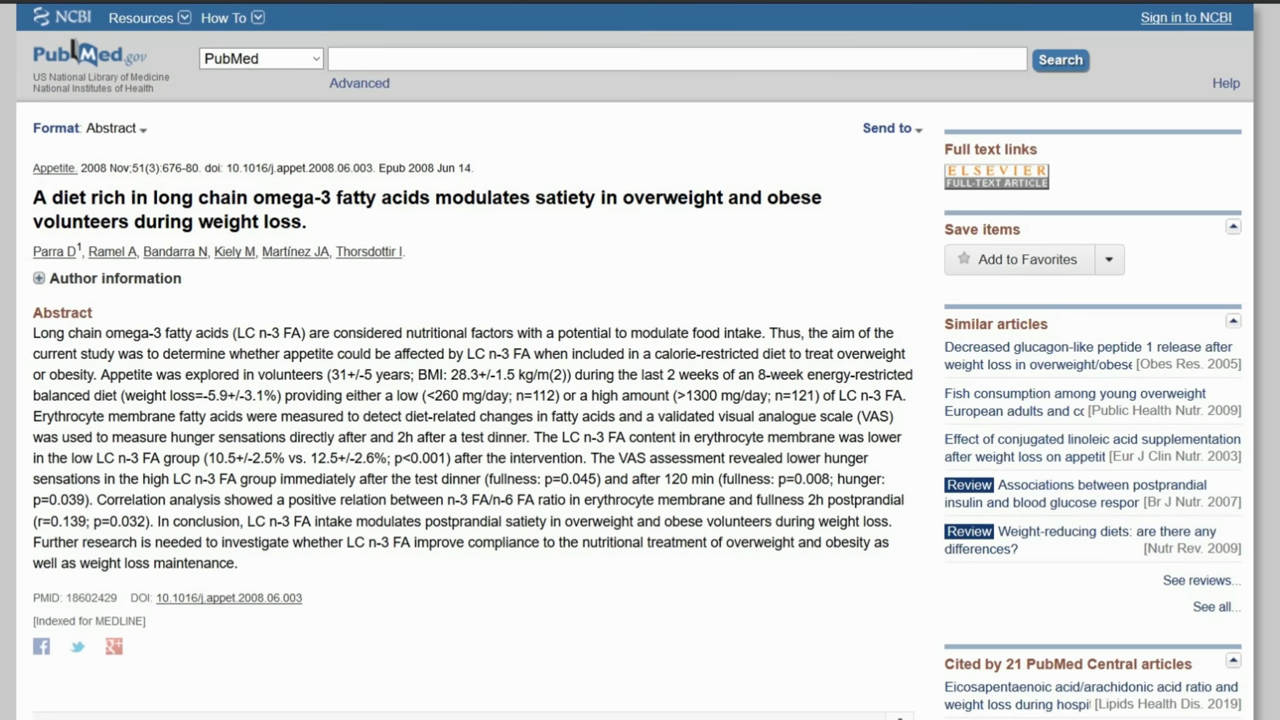 NCBI Resources How To Sign in to NCBI
PubMed.gov
US National Library of Medicine
National Institutes of Health
PubMed
Search
Advanced
Help
Format: Abstract
Send to
Appetite. 2008 Nov;51(3):676-80. doi: 10.1016/j.appet.2008.06.003. Epub 2008 Jun 14.
A diet rich in long chain omega-3 fatty acids modulates satiety in overweight and obese
volunteers during weight loss.
Parra D1, Ramel A, Bandarra N, Kiely M, Martínez JA, Thorsdottir I.
Author information
Abstract
Long chain omega-3 fatty acids (LC n-3 FA) are considered nutritional factors with a potential to modulate food intake. Thus, the aim of the
current study was to determine whether appetite could be affected by LC n-3 FA when included in a calorie-restricted diet to treat overweight
or obesity. Appetite was explored in volunteers (31+/-5 years; BMI: 28.3+/-1.5 kg/m(2)) during the last 2 weeks of an 8-week energy-restricted
balanced diet (weight loss=-5.9+/-3.1%) providing either a low (<260 mg/day; n=112) or a high amount (>1300 mg/day; n=121) of LC n-3 FA.
Erythrocyte membrane fatty acids were measured to detect diet-related changes in fatty acids and a validated visual analogue scale (VAS)
was used to measure hunger sensations directly after and 2h after a test dinner. The LC n-3 FA content in erythrocyte membrane was lower
in the low LC n-3 FA group (10.5+/-2.5% vs. 12.5+/-2.6%; p<0.001) after the intervention. The VAS assessment revealed lower hunger
sensations in the high LC n-3 FA group immediately after the test dinner (fullness: p=0.045) and after 120 min (fullness: p=0.008; hunger:
p=0.039). Correlation analysis showed a positive relation between n-3 FA/n-6 FA ratio in erythrocyte membrane and fullness 2h postprandial
(r=0.139; p=0.032). In conclusion, LC n-3 FA intake modulates postprandial satiety in overweight and obese volunteers during weight loss.
Further research is needed to investigate whether LC n-3 FA improve compliance to the nutritional treatment of overweight and obesity as
well as weight loss maintenance.
PMID: 18602429 DOI: 10.1016/j.appet.2008.06.003
[Indexed for MEDLINE]
Full text links
ELSEVIER
FULL-TEXT ARTICLE
Save items
Add to Favorites
Similar articles
Decreased glucagon-like peptide 1 release after
weight loss in overweight/obese [Obes Res. 2005]
Fish consumption among young overweight
European adults and cc [Public Health Nutr. 2009]
Effect of conjugated linoleic acid supplementation
after weight loss on appetit [Eur J Clin Nutr. 2003]
Review Associations between postprandial
insulin and blood glucose respor [Br J Nutr. 2007]
Review Weight-reducing diets: are there any
differences? [Nutr Rev. 2009]
See reviews...
See all...
Cited by 21 PubMed Central articles
Eicosapentaenoic acid/arachidonic acid ratio and
weight loss during hospi [Lipids Health Dis. 2019]